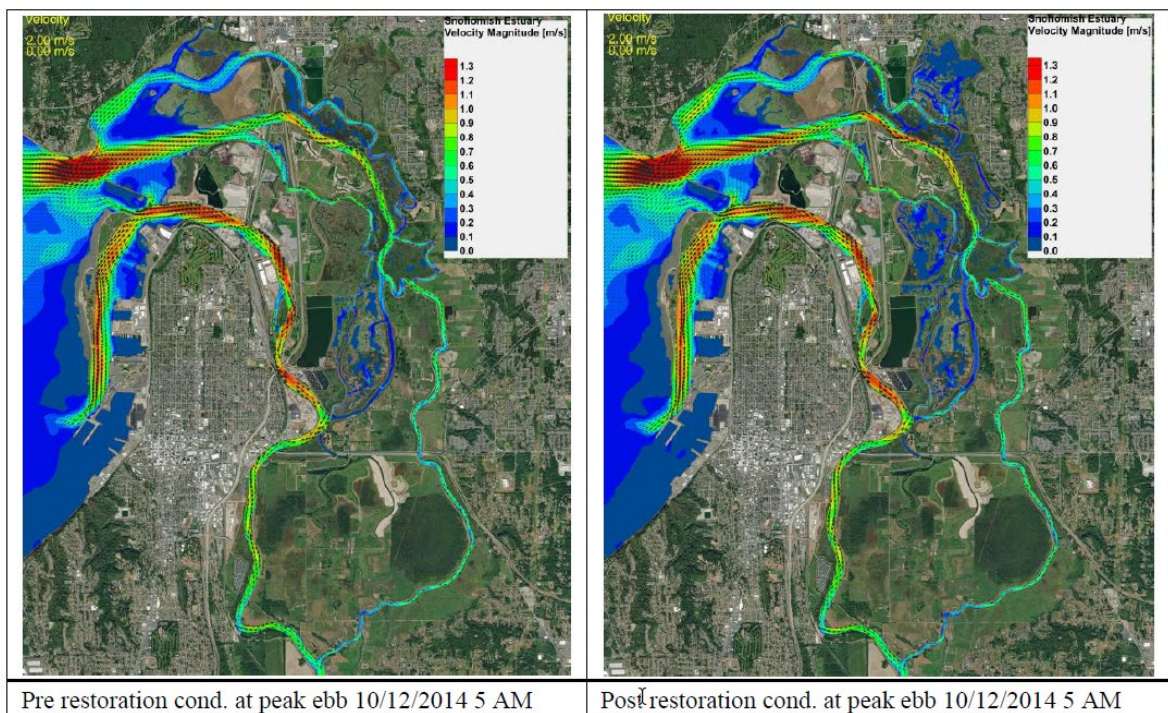 Velocity
2.00 m/s
0.00 m/s
Snohomish Estuary
Velocity Magnitude [m/s]
1.3
1.2
1.1
1.0
0.9
0.8
0.7
0.6
0.5
0.4
0.3
0.2
0.1
0.0
Pre restoration cond. at peak ebb 10/12/2014 5 AM
Velocity
2.00 m/s
0.00 m/s
Snohomish Estuary
Velocity Magnitude [m/s]
1.3
1.2
1.1
1.0
0.9
0.8
0.7
0.6
0.5
0.4
0.3
0.2
0.1
0.0
Post restoration cond. at peak ebb 10/12/2014 5 AM